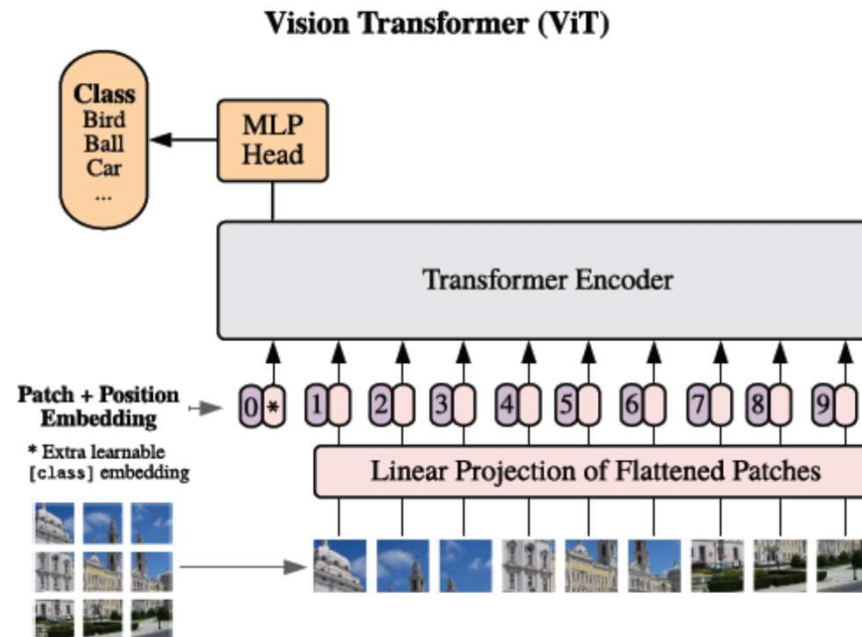 Vision Transformer (ViT)
Class
Bird
Ball
Car
...
MLP
Head
Transformer Encoder
Patch + Position
Embedding
0 * 1 2 3 4 5 6 7 8 9
* Extra learnable
[class] embedding
Linear Projection of Flattened Patches